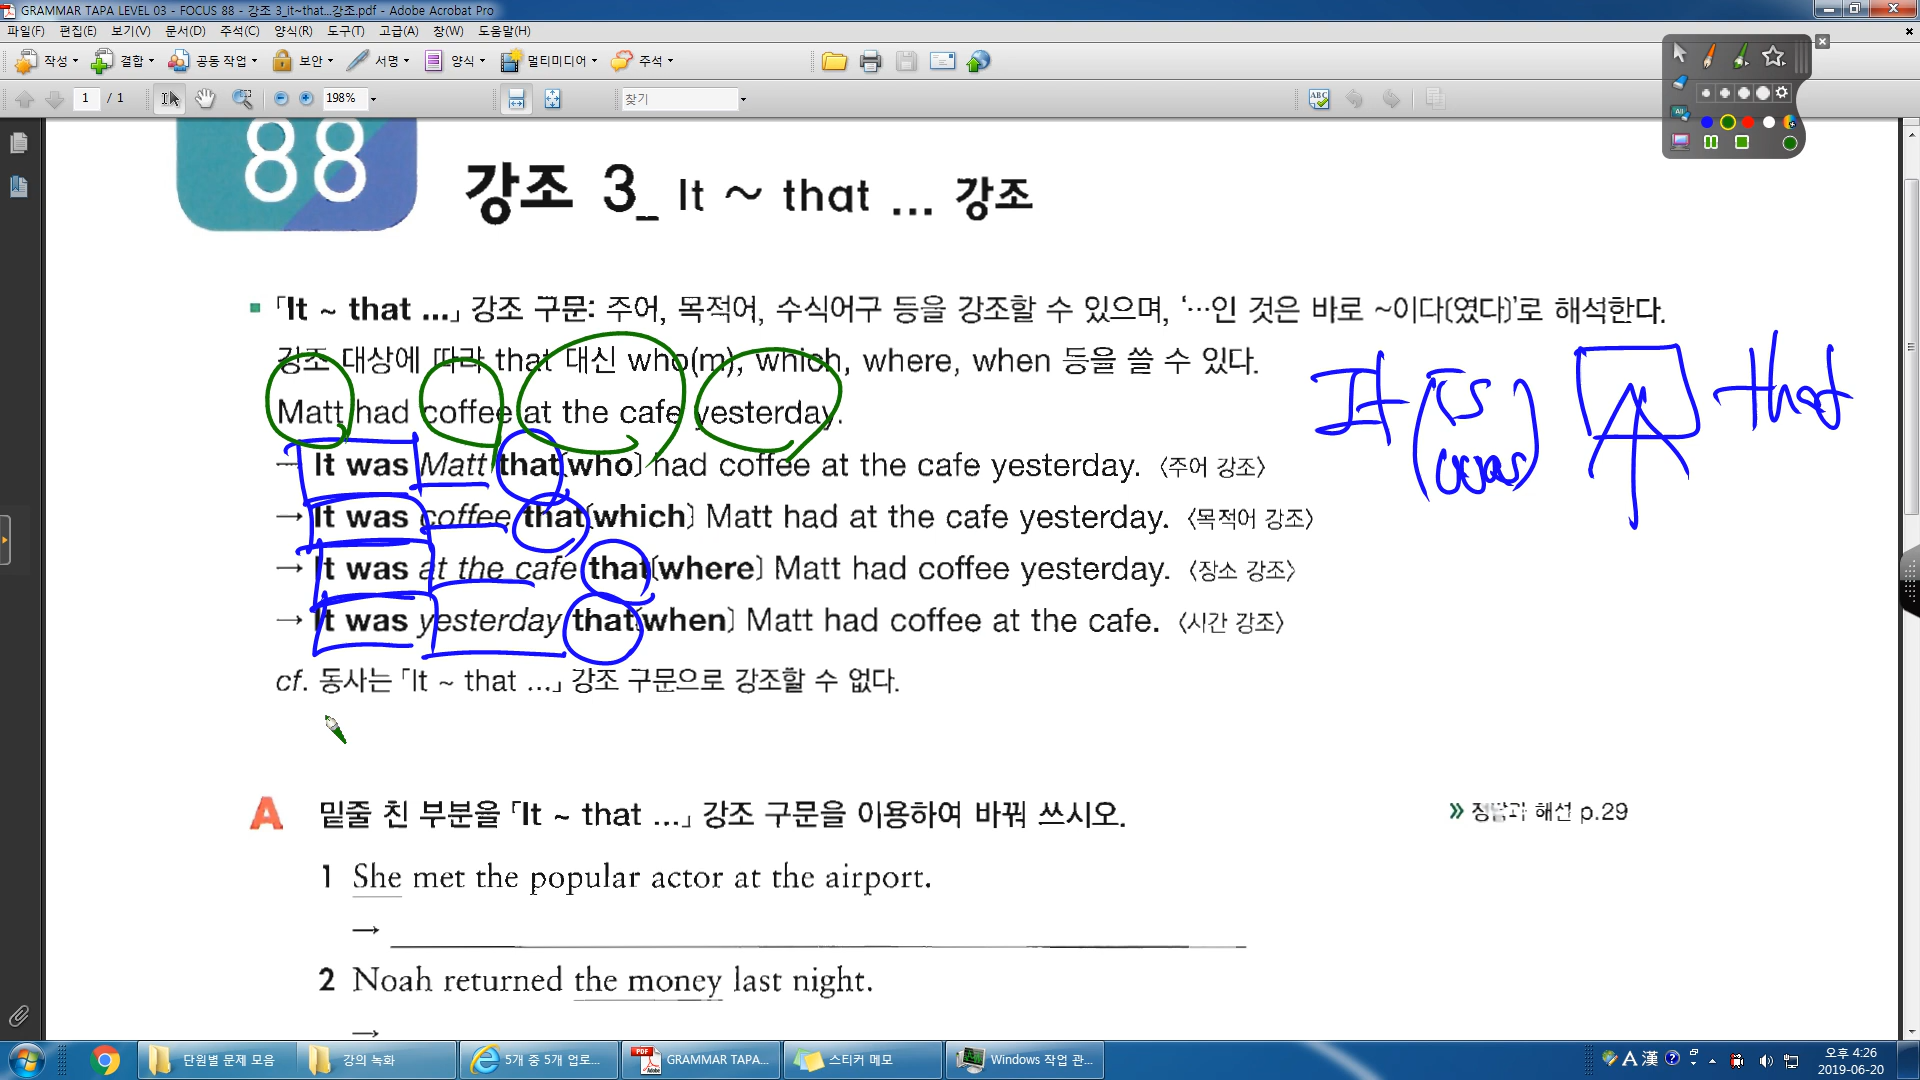 GRAMMAR TAPA LEVEL 03 - FOCUS 88 - 강조 3_it~that...강조.pdf - Adobe Acrobat Pro
파일(F) 편집(E) 보기(V) 문서(D) 주석(C) 양식(R) 도구(T) 고급(A) 창(W) 도움말(H)
작성 결합 공동 작업 보안 서명 양식 멀티미디어 주석
1 / 1 198% 찾기
88
강조 3_ It ~ that ... 강조
「It ~ that ...」 강조 구문: 주어, 목적어, 수식어구 등을 강조할 수 있으며, ‘…인 것은 바로 ~이다(였다)’로 해석한다.
강조 대상에 따라 that 대신 who(m), which, where, when 등을 쓸 수 있다.
It is was that
Matt had coffee at the cafe yesterday.
→ It was Matt that(who) had coffee at the cafe yesterday. 〈주어 강조〉
→ It was coffee that(which) Matt had at the cafe yesterday. 〈목적어 강조〉
→ It was at the cafe that(where) Matt had coffee yesterday. 〈장소 강조〉
→ It was yesterday that(when) Matt had coffee at the cafe. 〈시간 강조〉
cf. 동사는 「It ~ that ...」 강조 구문으로 강조할 수 없다.
A 밑줄 친 부분을 「It ~ that ...」 강조 구문을 이용하여 바꿔 쓰시오.
» 정답과 해설 p.29
1 She met the popular actor at the airport.
→
2 Noah returned the money last night.
→
단원별 문제 모음 강의 녹화 5개 중 5개 업로... GRAMMAR TAPA... 스티커 메모 Windows 작업 관... A 漢 오후 4:26
2019-06-20